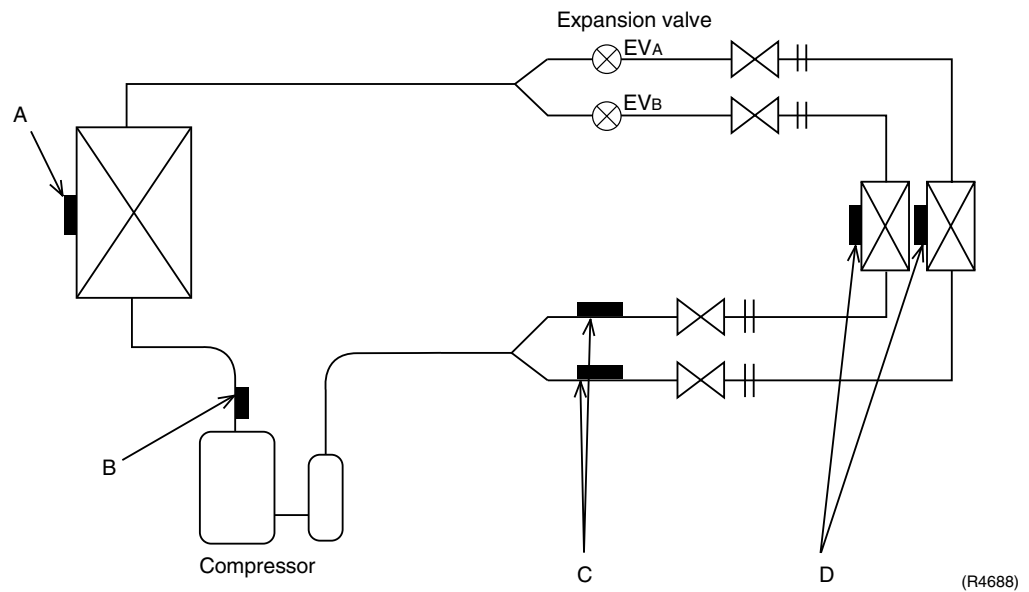 Expansion valve
EVA
A
EVB
B
Compressor
C
D
(R4688)